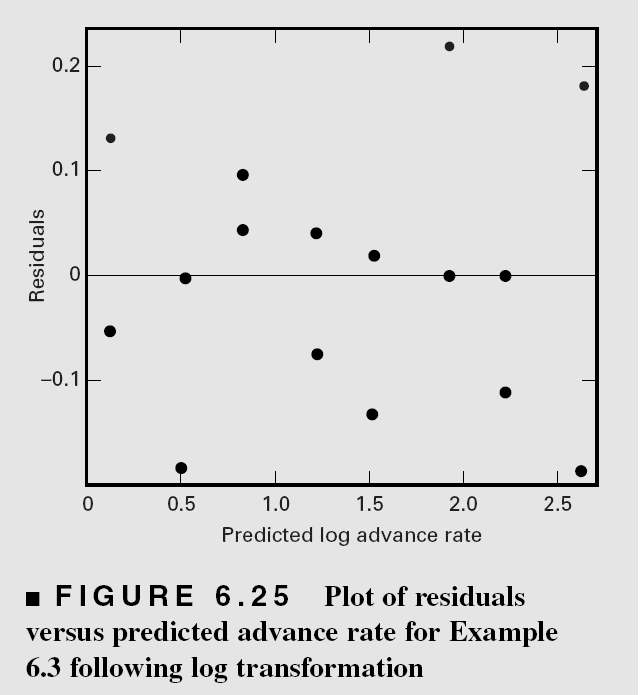 0.2
0.1
0
−0.1
Residuals
0 0.5 1.0 1.5 2.0 2.5
Predicted log advance rate
■ FIGURE 6.25 Plot of residuals
versus predicted advance rate for Example
6.3 following log transformation